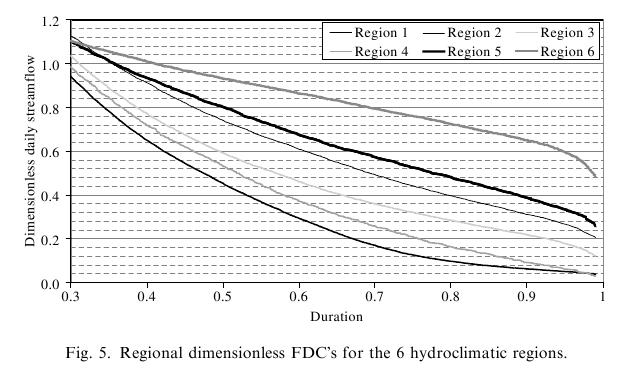 1.2
1.0
0.8
0.6
0.4
0.2
0.0
Dimensionless daily streamflow
Region 1 Region 2 Region 3
Region 4 Region 5 Region 6
0.3 0.4 0.5 0.6 0.7 0.8 0.9 1
Duration
Fig. 5. Regional dimensionless FDC's for the 6 hydroclimatic regions.